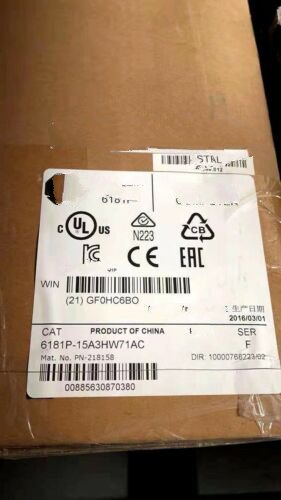 STAL
6181P-
C UL US
N223
CB
CE
EAC
WIN
(21) GF0HC6BO
生产日期
2016/03/01
CAT PRODUCT OF CHINA SER
6181P-15A3HW71AC F
Mat. No. PN-218158 DIR: 10000766223/02
00885630870380